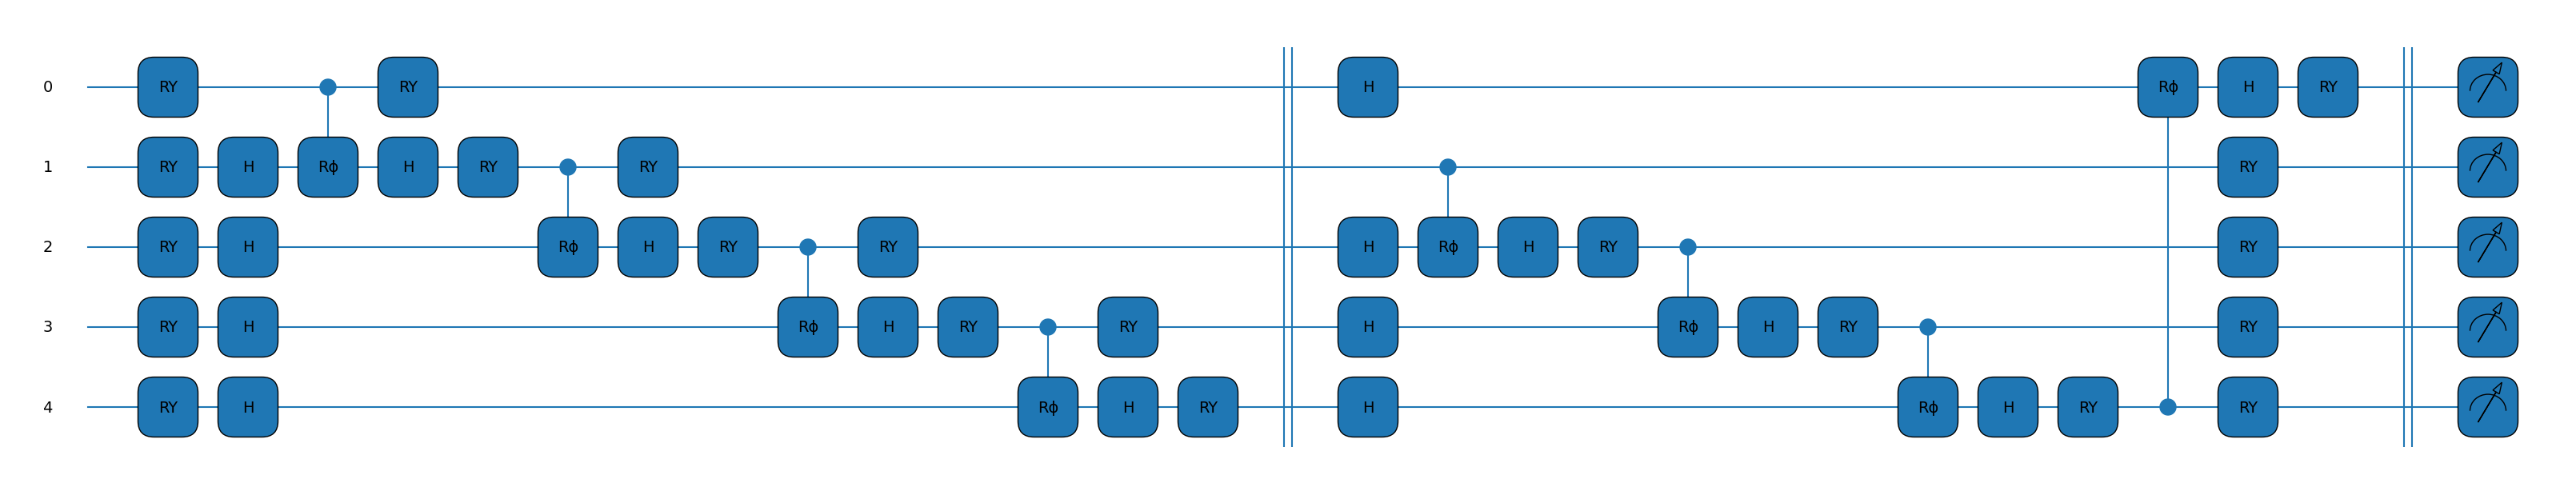 0 RY RY H Rϕ H RY
1 RY H Rϕ H RY RY RY
2 RY H Rϕ H RY RY H Rϕ H RY RY
3 RY H Rϕ H RY RY H Rϕ H RY RY
4 RY H Rϕ H RY H Rϕ H RY RY